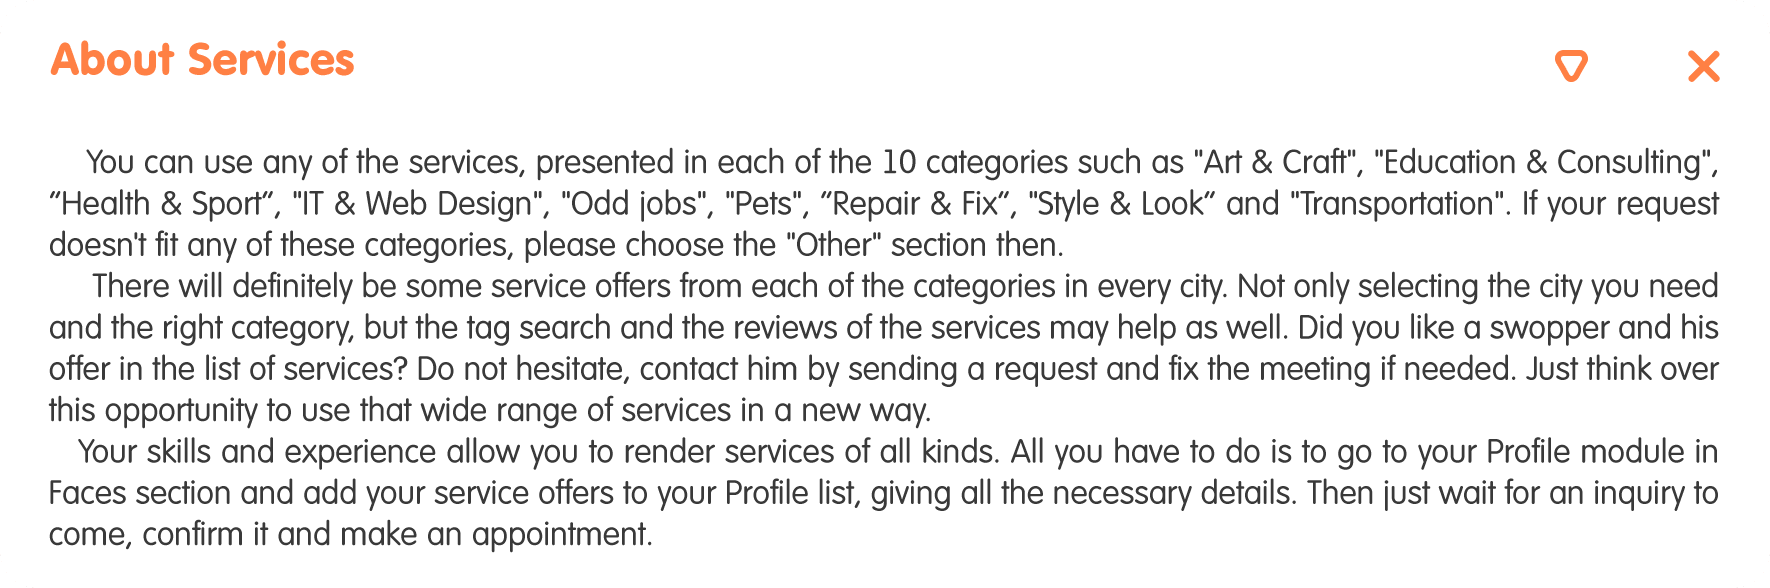 About Services
You can use any of the services, presented in each of the 10 categories such as "Art & Craft", "Education & Consulting",
"Health & Sport", "IT & Web Design", "Odd jobs", "Pets", "Repair & Fix", "Style & Look" and "Transportation". If your request
doesn't fit any of these categories, please choose the "Other" section then.
There will definitely be some service offers from each of the categories in every city. Not only selecting the city you need
and the right category, but the tag search and the reviews of the services may help as well. Did you like a swopper and his
offer in the list of services? Do not hesitate, contact him by sending a request and fix the meeting if needed. Just think over
this opportunity to use that wide range of services in a new way.
Your skills and experience allow you to render services of all kinds. All you have to do is to go to your Profile module in
Faces section and add your service offers to your Profile list, giving all the necessary details. Then just wait for an inquiry to
come, confirm it and make an appointment.